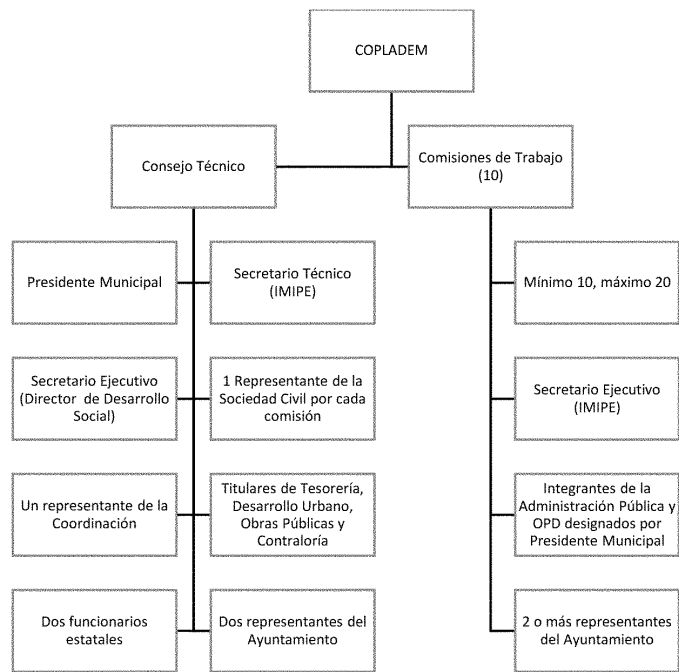 COPLADEM
Consejo Técnico
Comisiones de Trabajo
(10)
Presidente Municipal
Secretario Técnico
(IMIPE)
Mínimo 10, máximo 20
Secretario Ejecutivo
(Director de Desarrollo
Social)
1 Representante de la
Sociedad Civil por cada
comisión
Secretario Ejecutivo
(IMIPE)
Un representante de la
Coordinación
Titulares de Tesorería,
Desarrollo Urbano,
Obras Públicas y
Contraloría
Integrantes de la
Administración Pública y
OPD designados por
Presidente Municipal
Dos funcionarios
estatales
Dos representantes del
Ayuntamiento
2 o más representantes
del Ayuntamiento